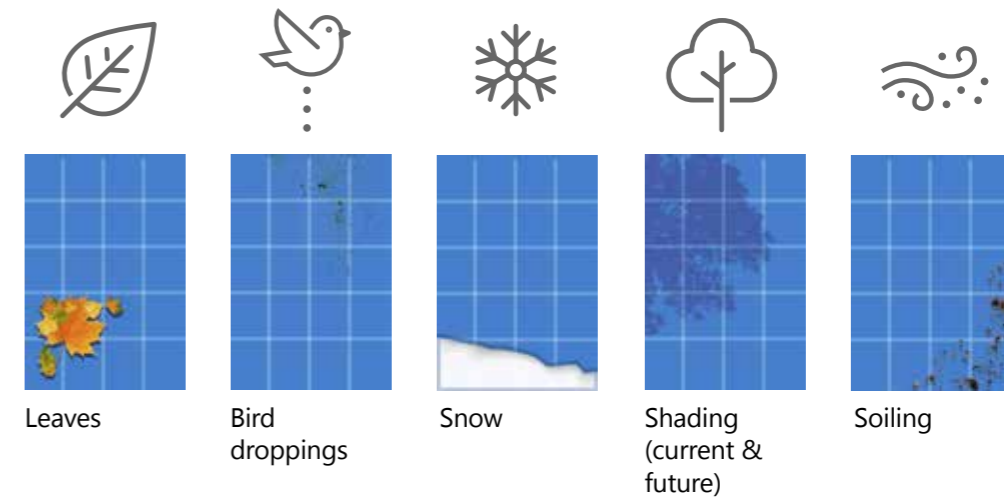 Leaves
Bird
droppings
Snow
Shading
(current &
future)
Soiling